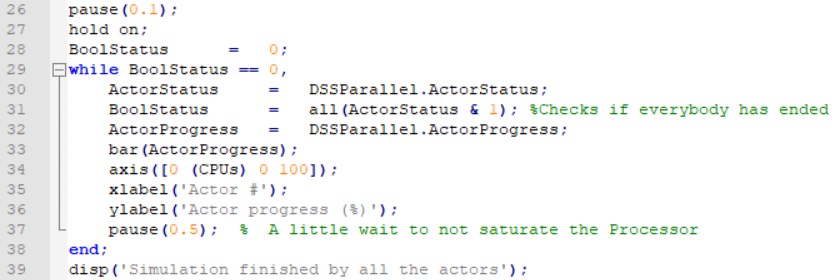 26 pause(0.1);
27 hold on;
28 BoolStatus = 0;
29 while BoolStatus == 0,
30 ActorStatus = DSSParallel.ActorStatus;
31 BoolStatus = all(ActorStatus & 1); %Checks if everybody has ended
32 ActorProgress = DSSParallel.ActorProgress;
33 bar(ActorProgress);
34 axis([0 (CPUs) 0 100]);
35 xlabel('Actor #');
36 ylabel('Actor progress (%)');
37 pause(0.5); % A little wait to not saturate the Processor
38 end;
39 disp('Simulation finished by all the actors');